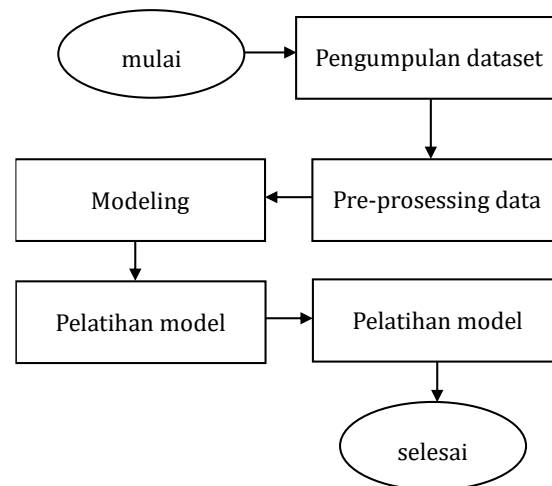 mulai
Pengumpulan dataset
Pre-prosessing data
Modeling
Pelatihan model
Pelatihan model
selesai